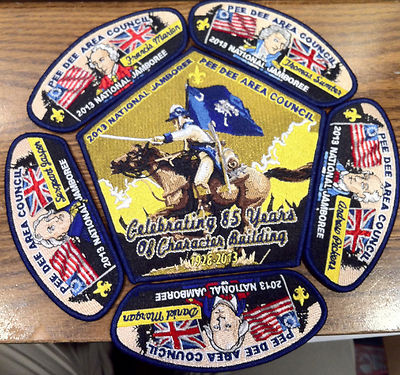 PEE DEE AREA COUNCIL
Francis Marion
2013 NATIONAL JAMBOREE
PEE DEE AREA COUNCIL
Thomas Sumter
2013 NATIONAL JAMBOREE
2013 NATIONAL JAMBOREE PEE DEE AREA COUNCIL
Celebrating 85 Years
Of Character Building
1928-2013
PEE DEE AREA COUNCIL
2013 NATIONAL JAMBOREE
PEE DEE AREA COUNCIL
Andrew Pickens
2013 NATIONAL JAMBOREE
PEE DEE AREA COUNCIL
Daniel Morgan
2013 NATIONAL JAMBOREE